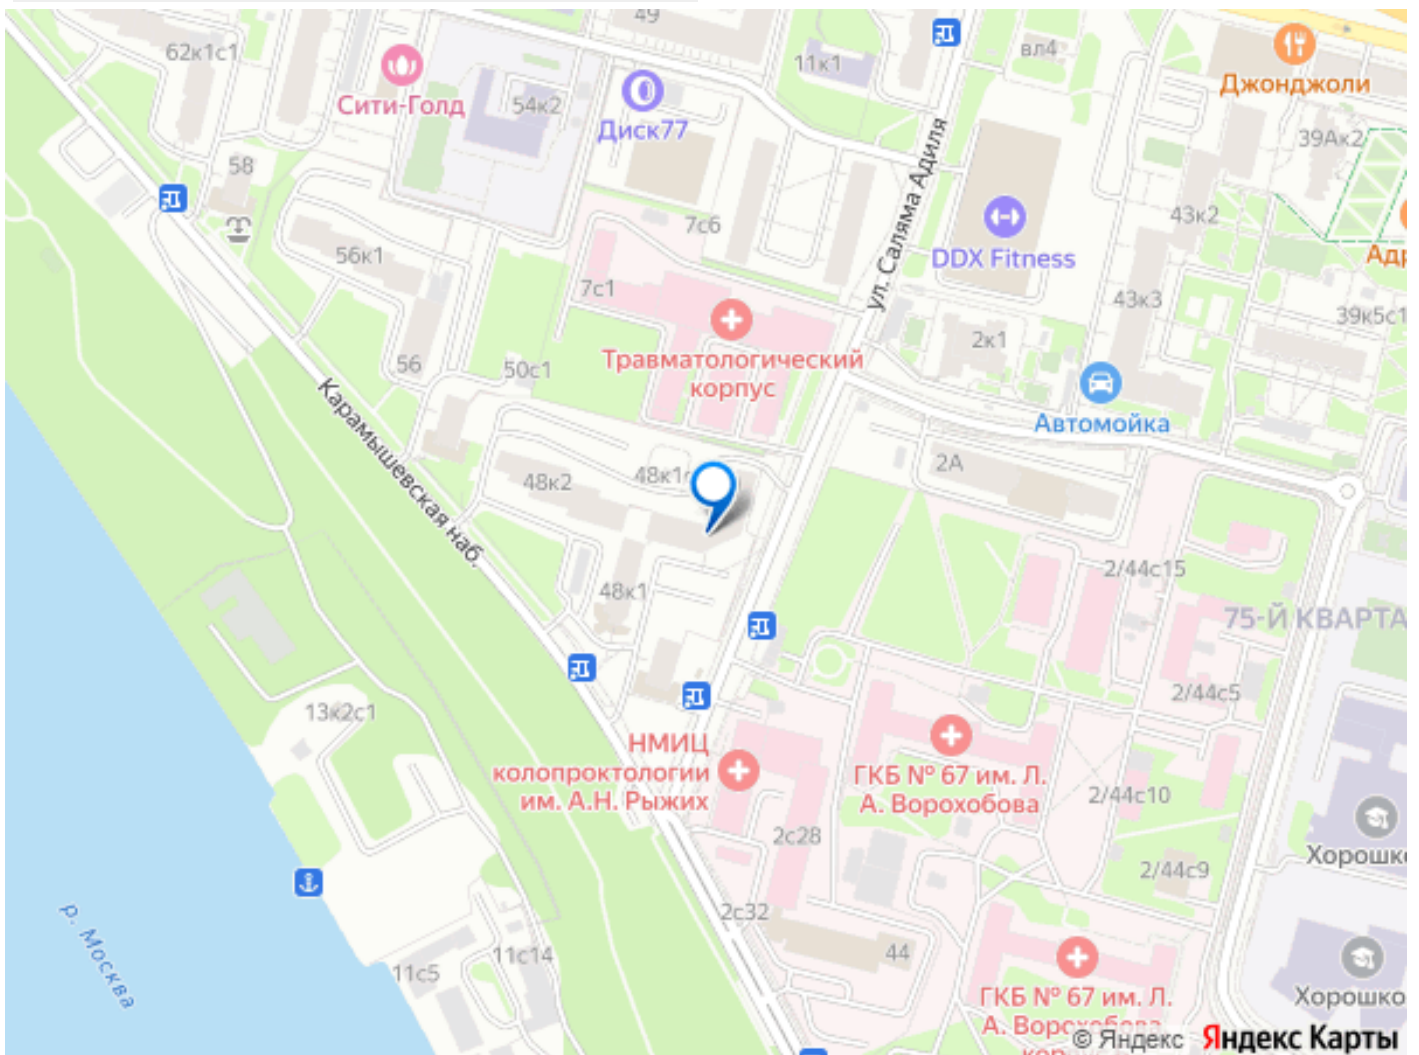 49
62к1с1
Сити-Голд
54к2
Диск77
11к1
вл4
Джонджоли
39Ак2
58
7с6
ул. Саляма Адиля
DDX Fitness
43к2
56к1
7с1
43к3
39к5с1
Травматологический
корпус
2к1
56
50с1
Карамышевская наб.
Автомойка
48к2
48к1
2А
48к1
2/44с15
75-Й КВАРТА
2/44с5
13к2с1
НМИЦ
колопроктологии
им. А.Н. Рыжих
ГКБ № 67 им. Л.
А. Ворохобова
2/44с10
2с28
Хорошк
2/44с9
р. Москва
2с32
11с14
11с5
44
ГКБ № 67 им. Л.
А. Ворохобова
Хорошко
© Яндекс Яндекс Карты